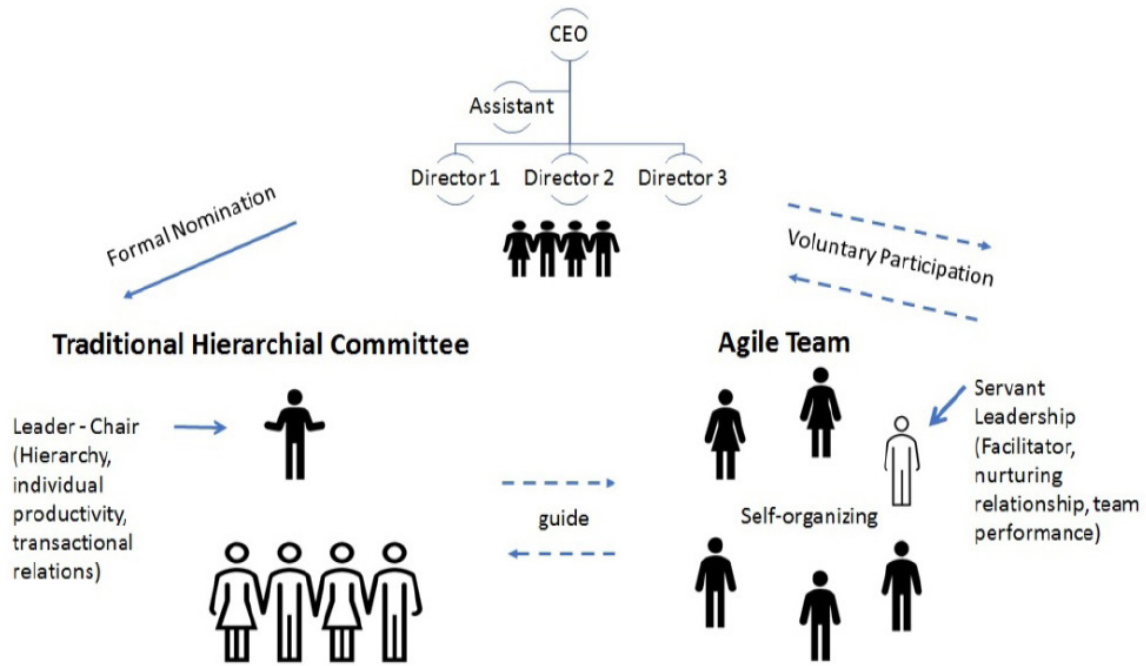 CEO
Assistant
Director 1
Director 2
Director 3
Formal Nomination
Voluntary Participation
Traditional Hierarchial Committee
Agile Team
Leader - Chair
(Hierarchy,
individual
productivity,
transactional
relations)
guide
Self-organizing
Servant
Leadership
(Facilitator,
nurturing
relationship, team
performance)